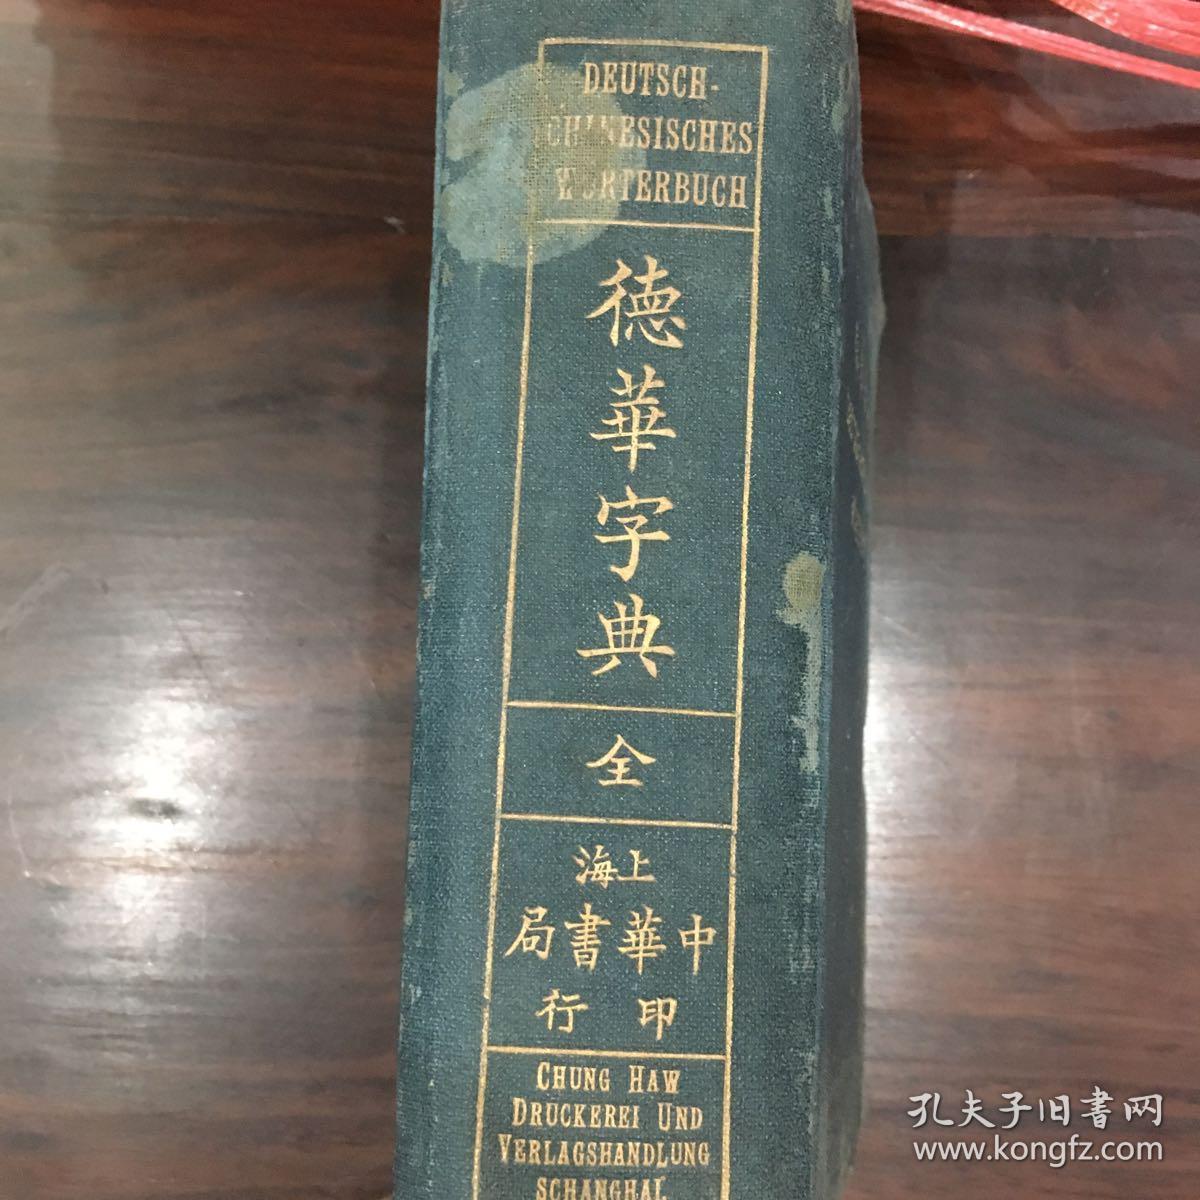 DEUTSCH-
CHINESISCHES
WÖRTERBUCH
德華字典
全
上海
中華書局
印行
CHUNG HAW
DRUCKEREI UND
VERLAGSHANDLUNG
SCHANGHAI.
孔夫子旧书网
www.kongfz.com